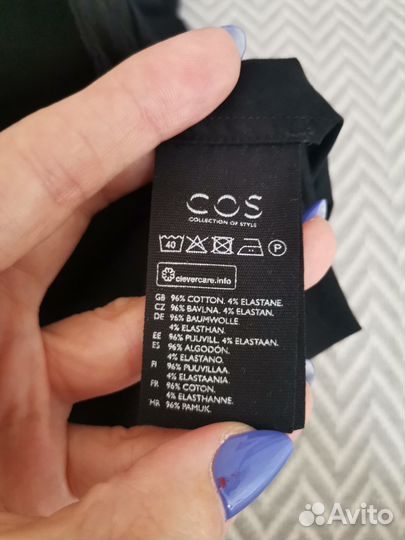 COS
COLLECTION OF STYLE
40
P
clevercare.info
GB 96% COTTON. 4% ELASTANE.
CZ 96% BAVLNA. 4% ELASTAN.
DE 96% BAUMWOLLE.
4% ELASTHAN.
EE 96% PUUVILL. 4% ELASTAAN.
ES 96% ALGODÓN.
4% ELASTANO.
FI 96% PUUVILLAA.
4% ELASTAANIA.
FR 96% COTON.
4% ELASTHANNE.
HR 96% PAMUK.
Avito